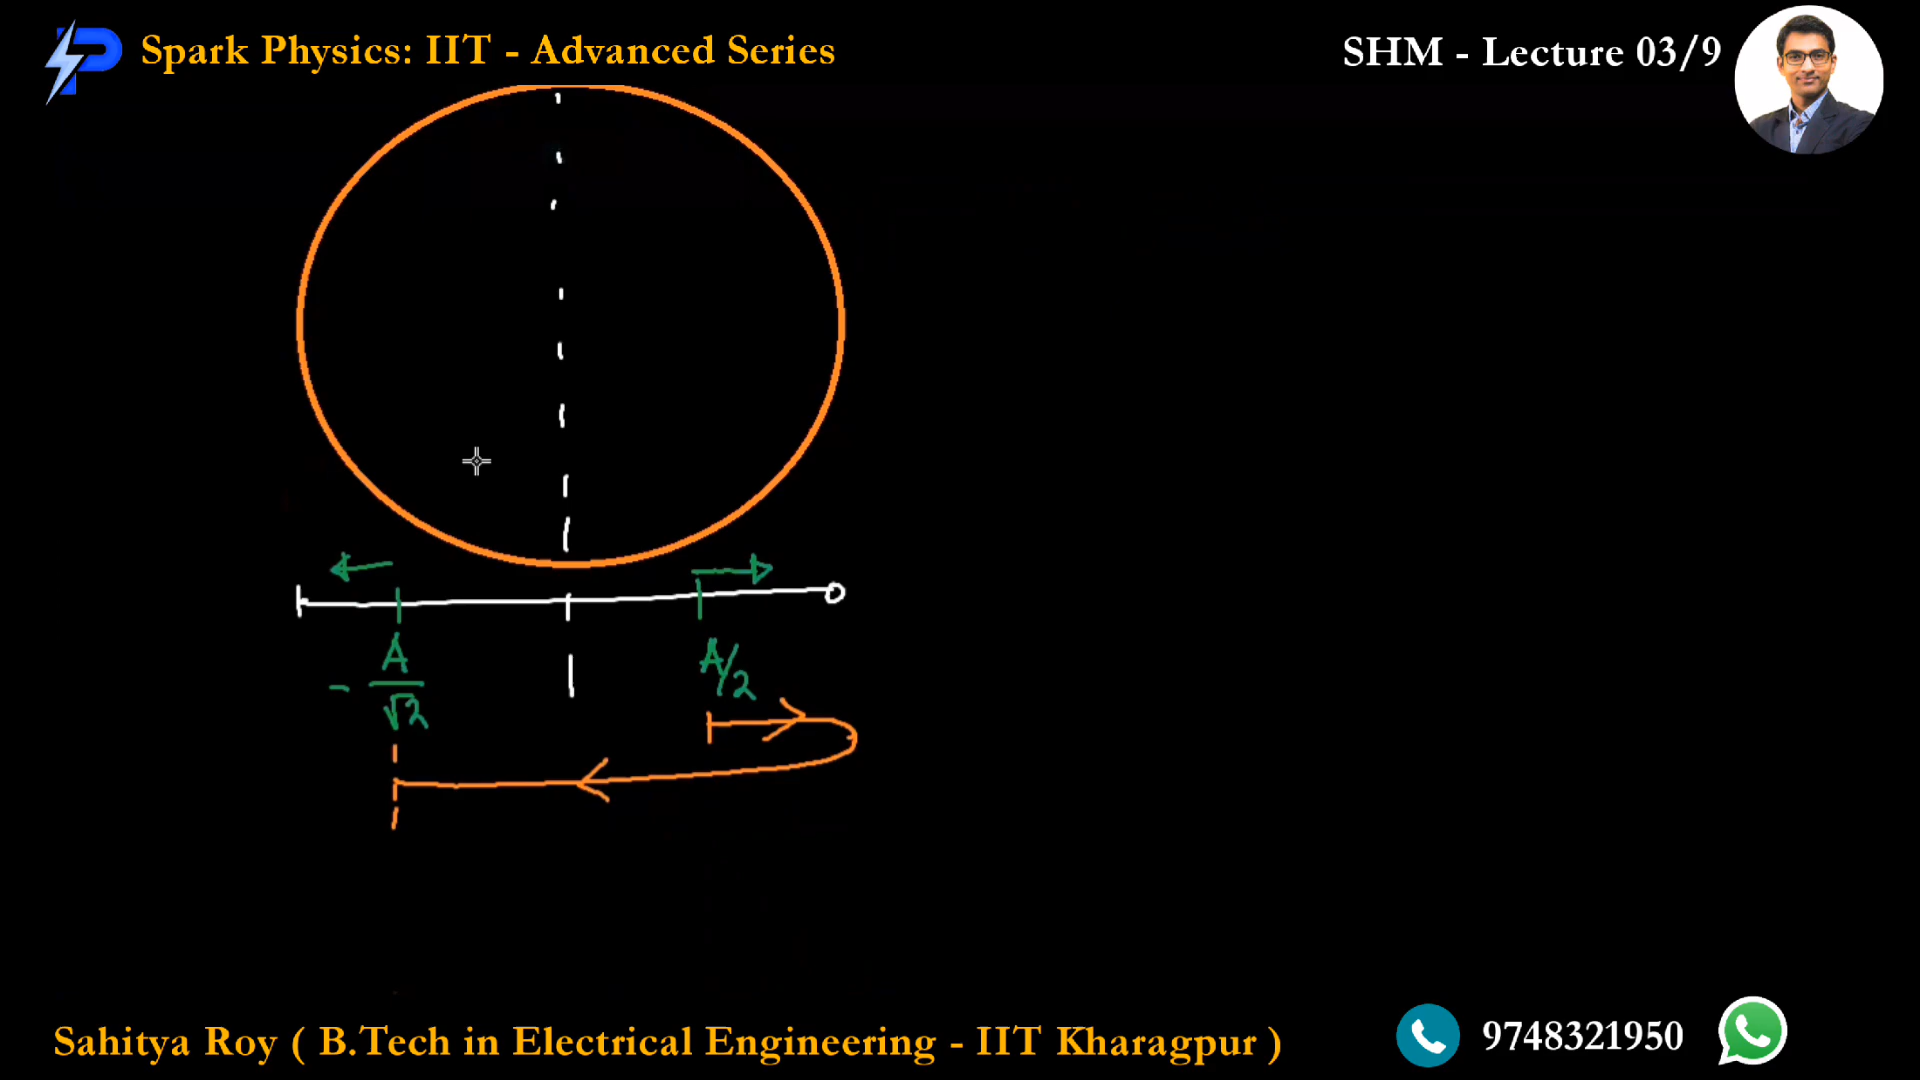 Spark Physics: IIT - Advanced Series
SHM - Lecture 03/9
- A/√2
A/2
Sahitya Roy ( B.Tech in Electrical Engineering - IIT Kharagpur )
9748321950